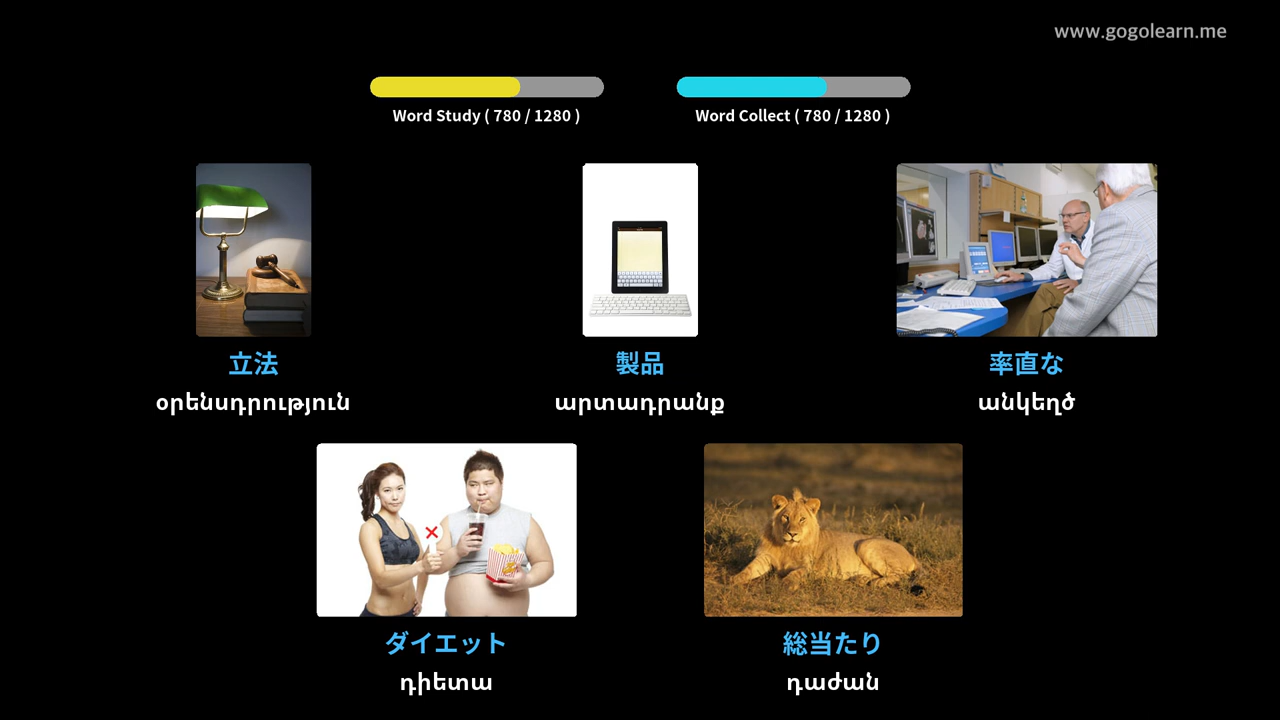 www.gogolearn.me
Word Study ( 780 / 1280 )
Word Collect ( 780 / 1280 )
立法
օրենսդրություն
製品
արտադրանք
率直な
անկեղծ
ダイエット
դիետա
総当たり
դաժան